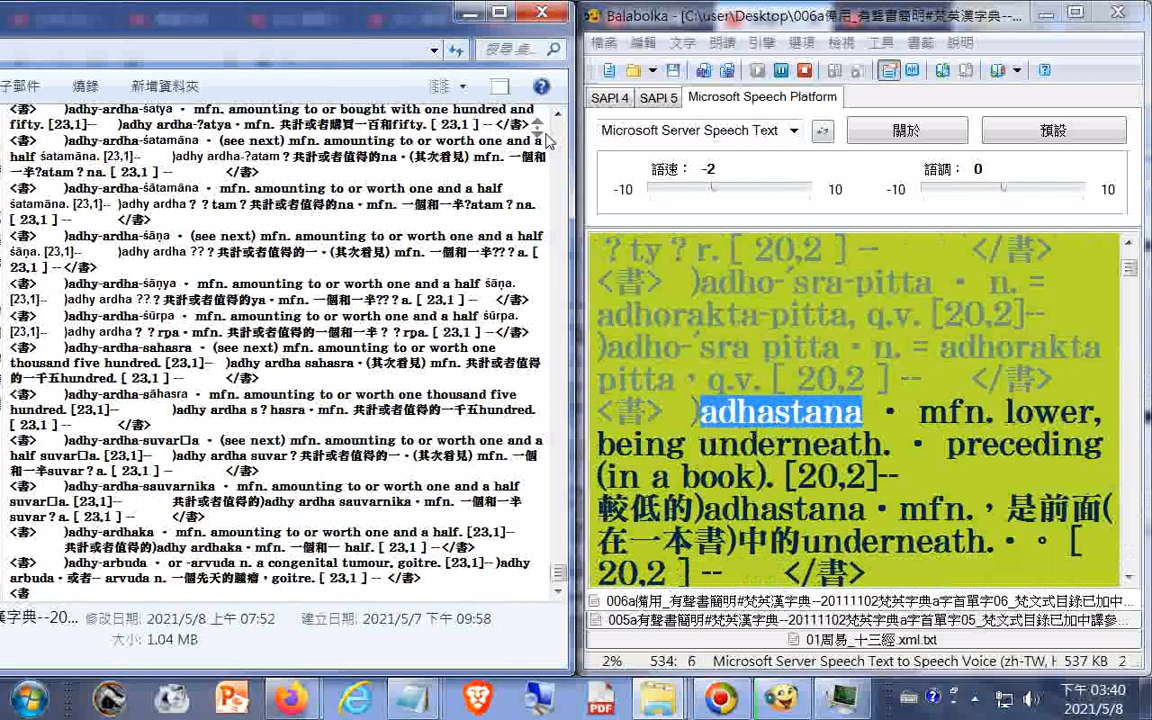 搜尋 桌...
子郵件 燒錄 新增資料夾
<書> )adhy-ardha-śatya・mfn. amounting to or bought with one hundred and
fifty. [23,1]-- )adhy ardha-?atya・mfn. 共計或者購買一百和fifty. [ 23,1 ] -- </書>
<書> )adhy-ardha-śatamāna・(see next) mfn. amounting to or worth one and a
half śatamāna. [23,1]-- )adhy ardha-?atam ? 共計或者值得的na・(其次看見) mfn. 一個和
一半?atam ? na. [ 23,1 ] -- </書>
<書> )adhy-ardha-śātamāna・mfn. amounting to or worth one and a half
śatamāna. [23,1]-- )adhy ardha ? ? tam ? 共計或者值得的na・mfn. 一個和一半?atam ? na.
[ 23,1 ] -- </書>
<書> )adhy-ardha-śāṇa・(see next) mfn. amounting to or worth one and a half
śāṇa. [23,1]-- )adhy ardha ??? 共計或者值得的一・(其次看見) mfn. 一個和一半??? a. [
23,1 ] -- </書>
<書> )adhy-ardha-śāṇya・mfn. amounting to or worth one and a half śāṇa.
[23,1]-- )adhy ardha ??? 共計或者值得的ya・mfn. 一個和一半??? a. [ 23,1 ] -- </書>
<書> )adhy-ardha-śūrpa・mfn. amounting to or worth one and a half śūrpa.
[23,1]-- )adhy ardha ? ? rpa・mfn. 共計或者值得的一個和一半? ? rpa. [ 23,1 ] -- </書>
<書> )adhy-ardha-sahasra・(see next) mfn. amounting to or worth one
thousand five hundred. [23,1]-- )adhy ardha sahasra・(其次看見) mfn. 共計或者值得
的一千五hundred. [ 23,1 ] -- </書>
<書> )adhy-ardha-sāhasra・mfn. amounting to or worth one thousand five
hundred. [23,1]-- )adhy ardha s ? hasra・mfn. 共計或者值得的一千五hundred.
[ 23,1 ] -- </書>
<書> )adhy-ardha-suvar□a・(see next) mfn. amounting to or worth one and a
half suvar□a. [23,1]-- )adhy ardha suvar ? 共計或者值得的一・(其次看見) mfn. 一個
和一半suvar ? a. [ 23,1 ] -- </書>
<書> )adhy-ardha-sauvarnika・mfn. amounting to or worth one and a half
suvar□a. [23,1]-- 共計或者值得的)adhy ardha sauvarnika・mfn. 一個和一半
suvar ? a. [ 23,1 ] -- </書>
<書> )adhy-ardhaka・mfn. amounting to or worth one and a half. [23,1]--
共計或者值得的)adhy ardhaka・mfn. 一個和一 half. [ 23,1 ] -- </書>
<書> )adhy-arbuda・or -arvuda n. a congenital tumour, goitre. [23,1]-- )adhy
arbuda・或者-- arvuda n. 一個先天的腫瘤，goitre. [ 23,1 ] -- </書>
<書
漢字典--20... 修改日期: 2021/5/8 上午 07:52 建立日期: 2021/5/7 下午 09:58
大小: 1.04 MB
Balabolka - [C:\user\Desktop\006a備用_有聲書簡明#梵英漢字典--...
檔案 編輯 文字 朗讀 引擎 選項 檢視 工具 書籤 說明
SAPI 4 SAPI 5 Microsoft Speech Platform
Microsoft Server Speech Text 關於 預設
語速： -2 語調： 0
-10 10 -10 10
? ty ? r. [ 20,2 ] -- </書>
<書> )adho-´sra-pitta・n. =
adhorakta-pitta, q.v. [20,2]--
)adho-´sra pitta・n. = adhorakta
pitta，q.v. [ 20,2 ] -- </書>
<書> )adhastana・mfn. lower,
being underneath.・preceding
(in a book). [20,2]--
較低的)adhastana・mfn.，是前面(
在一本書)中的underneath.・。[
20,2 ] -- </書>
006a備用_有聲書簡明#梵英漢字典--20111102梵英字典a字首單字06_梵文式目錄已加中...
005a有聲書簡明#梵英漢字典--20111102梵英字典a字首單字05_梵文式目錄已加中譯參...
01周易_十三經.xml.txt
2% 534: 6 Microsoft Server Speech Text to Speech Voice (zh-TW, H 537 KB 2
PDF
下午 03:40
2021/5/8